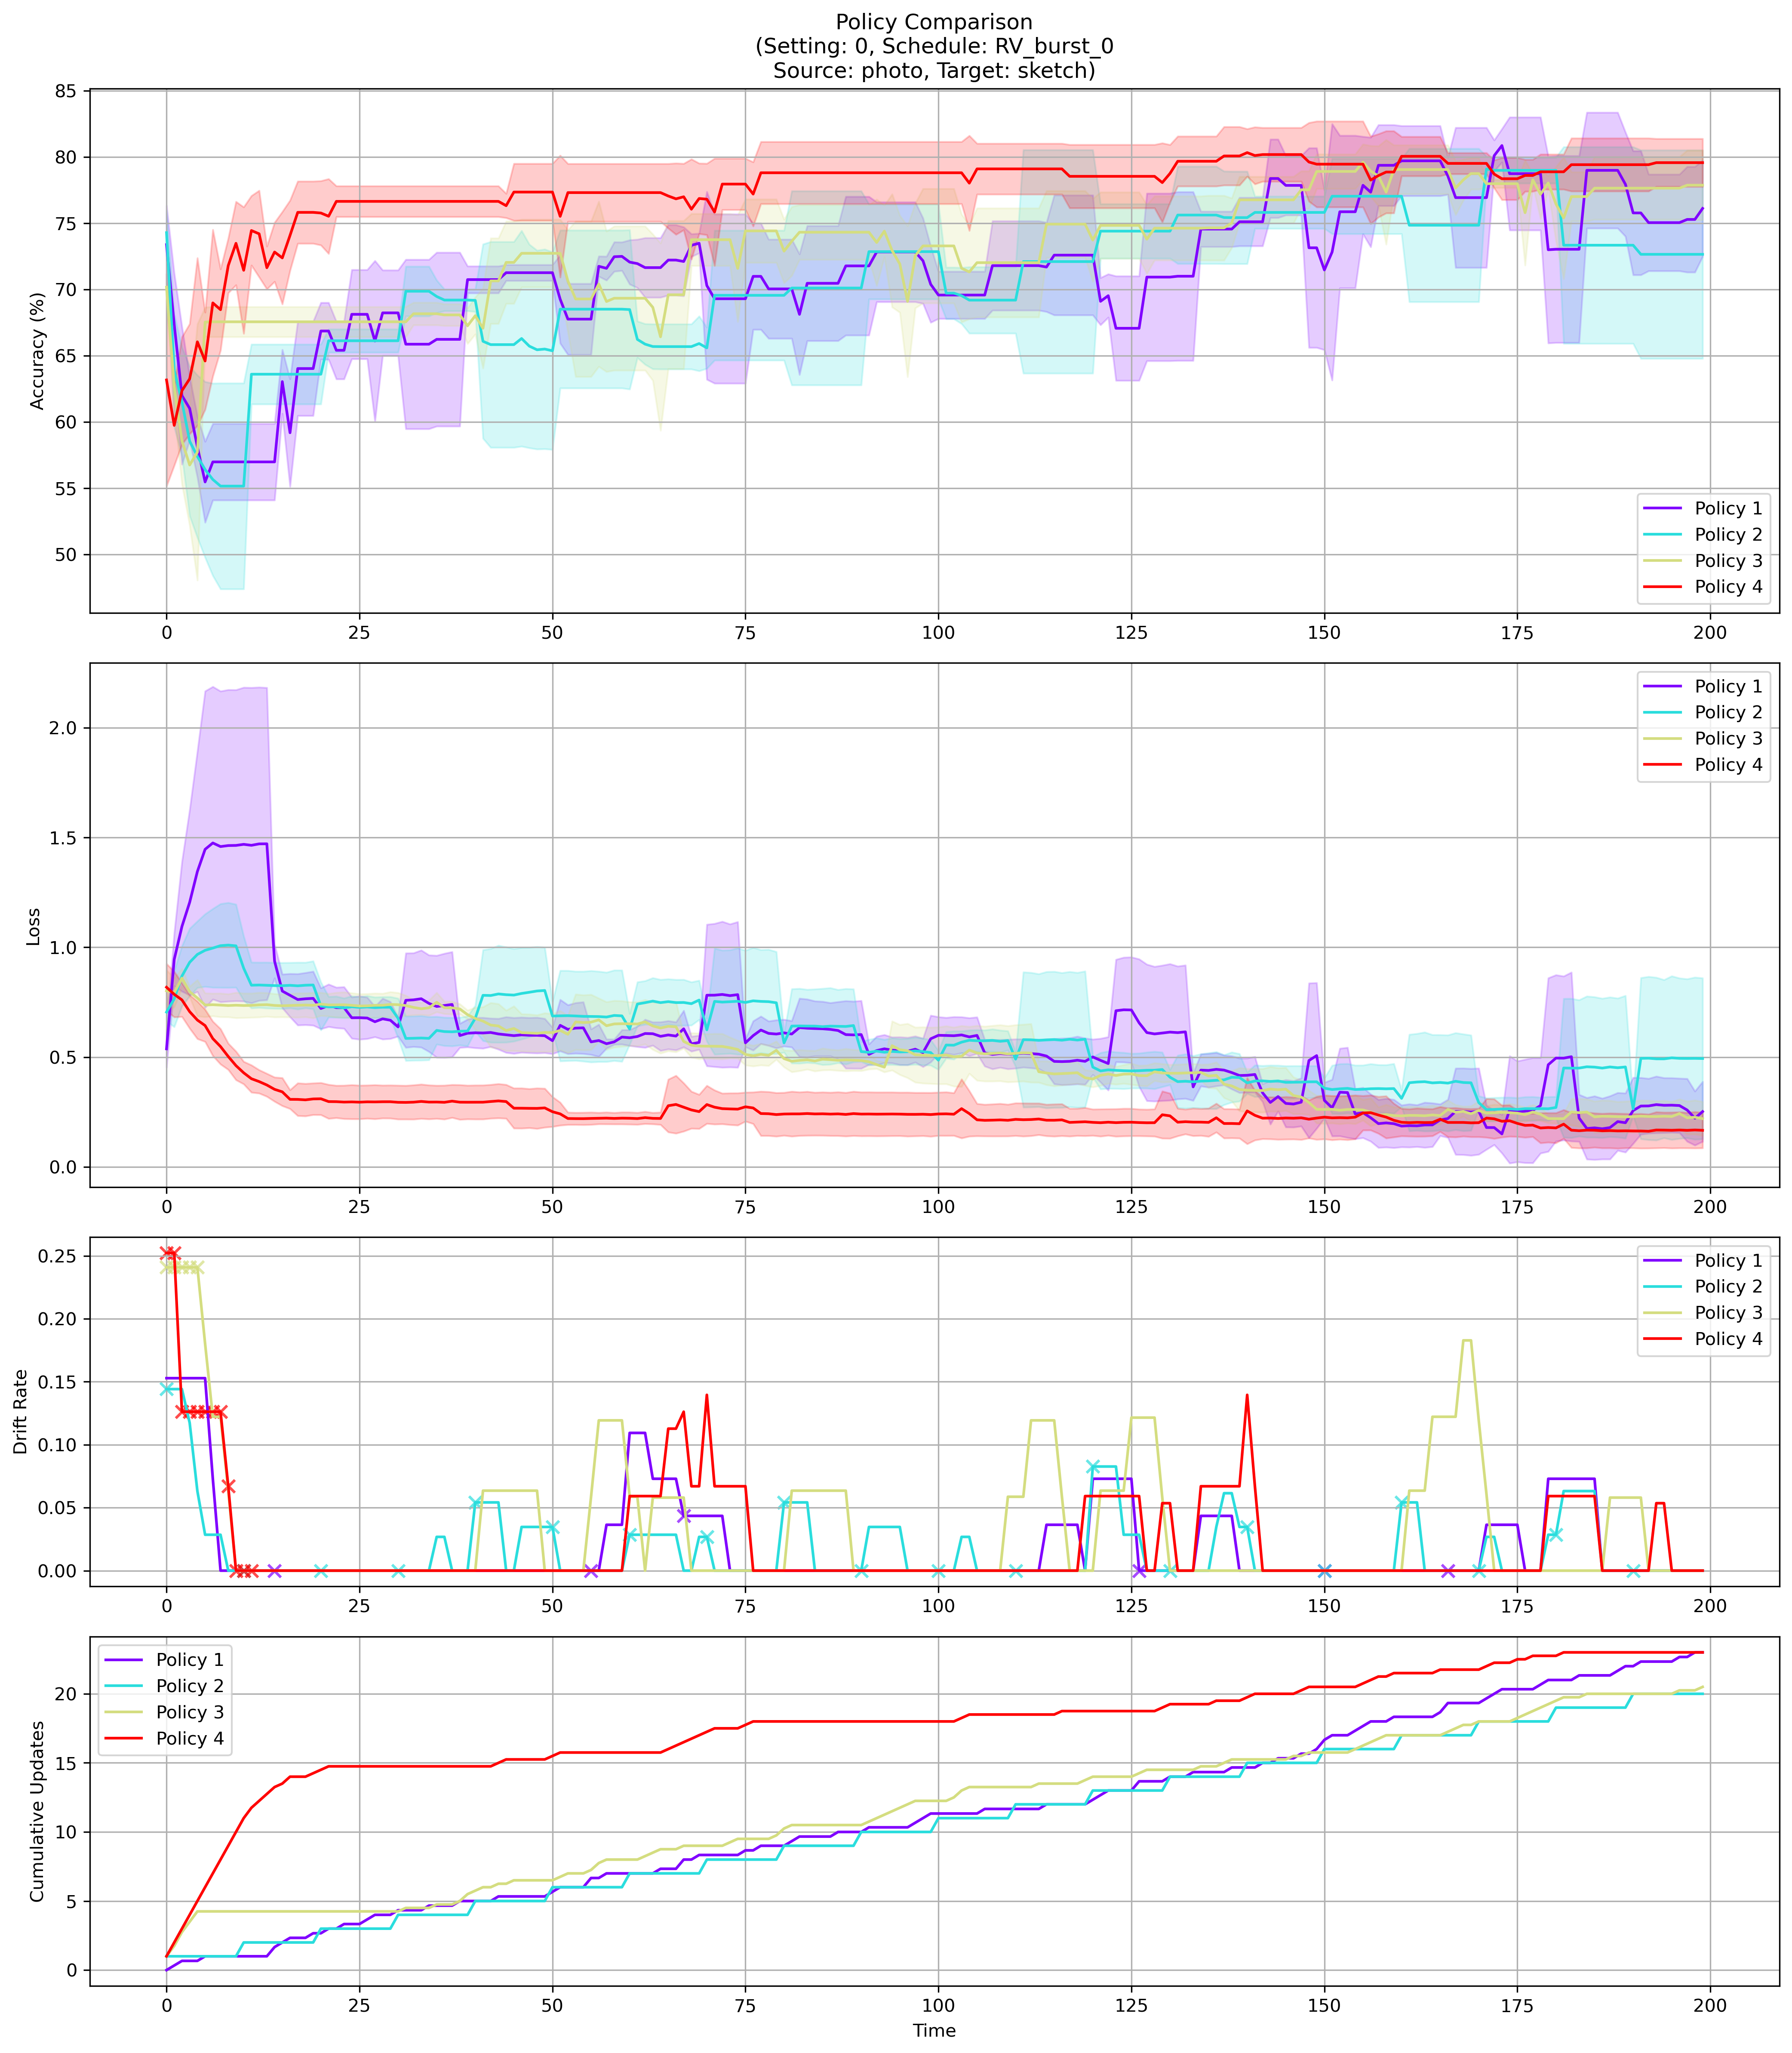 Policy Comparison
(Setting: 0, Schedule: RV_burst_0
Source: photo, Target: sketch)
Accuracy (%)
85
80
75
70
65
60
55
50
0 25 50 75 100 125 150 175 200
Policy 1
Policy 2
Policy 3
Policy 4
Loss
2.0
1.5
1.0
0.5
0.0
0 25 50 75 100 125 150 175 200
Policy 1
Policy 2
Policy 3
Policy 4
Drift Rate
0.25
0.20
0.15
0.10
0.05
0.00
0 25 50 75 100 125 150 175 200
Policy 1
Policy 2
Policy 3
Policy 4
Cumulative Updates
20
15
10
5
0
0 25 50 75 100 125 150 175 200
Policy 1
Policy 2
Policy 3
Policy 4
Time